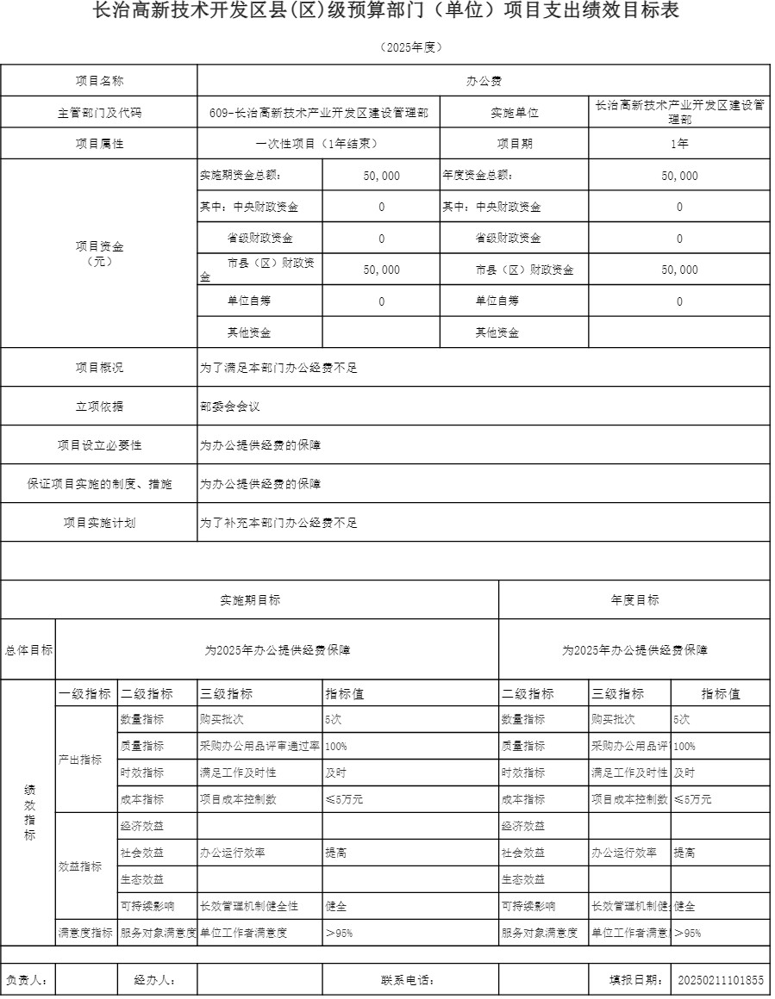 长治高新技术开发区县(区)级预算部门（单位）项目支出绩效目标表
（2025年度）
项目名称 办公费
主管部门及代码 609-长治高新技术产业开发区建设管理部 实施单位 长治高新技术产业开发区建设管
理部
项目属性 一次性项目（1年结束） 项目期 1年
项目资金
（元）
实施期资金总额: 50,000 年度资金总额: 50,000
其中: 中央财政资金 0 其中: 中央财政资金 0
省级财政资金 0 省级财政资金 0
市县（区）财政资
金 50,000 市县（区）财政资金 50,000
单位自筹 0 单位自筹 0
其他资金 其他资金
项目概况 为了满足本部门办公经费不足
立项依据 部委会会议
项目设立必要性 为办公提供经费的保障
保证项目实施的制度、措施 为办公提供经费的保障
项目实施计划 为了补充本部门办公经费不足
实施期目标 年度目标
总体目标 为2025年办公提供经费保障 为2025年办公提供经费保障
绩
效
指
标
一级指标 二级指标 三级指标 指标值 二级指标 三级指标 指标值
产出指标
数量指标 购买批次 5次 数量指标 购买批次 5次
质量指标 采购办公用品评审通过率 100% 质量指标 采购办公用品评 100%
时效指标 满足工作及时性 及时 时效指标 满足工作及时性 及时
成本指标 项目成本控制数 ≤5万元 成本指标 项目成本控制数 ≤5万元
效益指标
经济效益 经济效益
社会效益 办公运行效率 提高 社会效益 办公运行效率 提高
生态效益 生态效益
可持续影响 长效管理机制健全性 健全 可持续影响 长效管理机制健 健全
满意度指标 服务对象满意度 单位工作者满意度 >95% 服务对象满意度 单位工作者满意 >95%
负责人: 经办人: 联系电话: 填报日期: 20250211101855